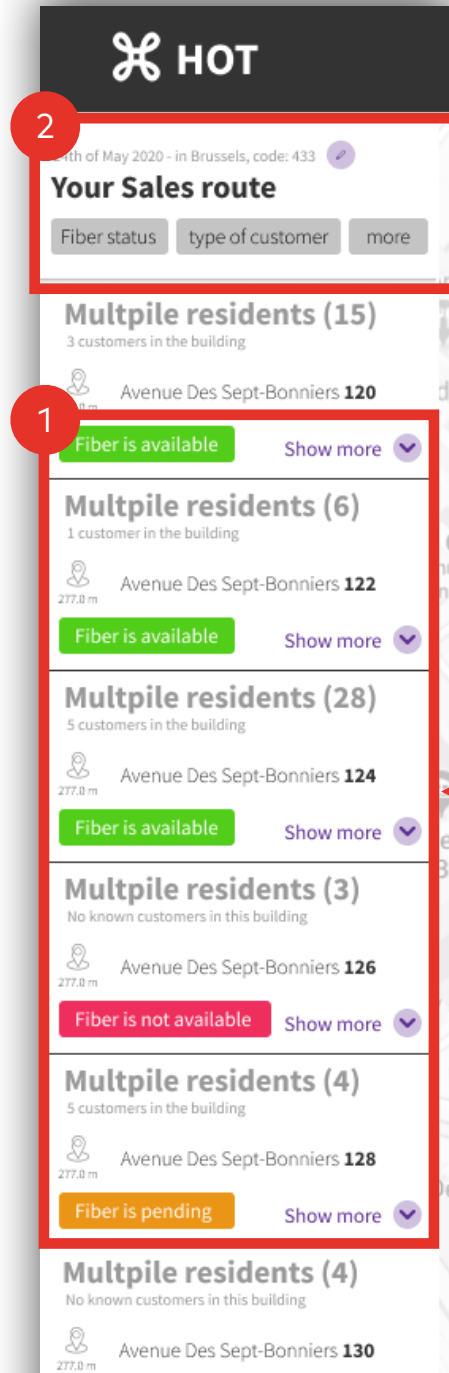 HOT
2
th of May 2020 - in Brussels, code: 433
Your Sales route
Fiber status type of customer more
Multpile residents (15)
3 customers in the building
Avenue Des Sept-Bonniers 120
1
Fiber is available Show more
Multpile residents (6)
1 customer in the building
277.0 m Avenue Des Sept-Bonniers 122
Fiber is available Show more
Multpile residents (28)
5 customers in the building
277.0 m Avenue Des Sept-Bonniers 124
Fiber is available Show more
Multpile residents (3)
No known customers in this building
277.0 m Avenue Des Sept-Bonniers 126
Fiber is not available Show more
Multpile residents (4)
5 customers in the building
277.0 m Avenue Des Sept-Bonniers 128
Fiber is pending Show more
Multpile residents (4)
No known customers in this building
277.0 m Avenue Des Sept-Bonniers 130